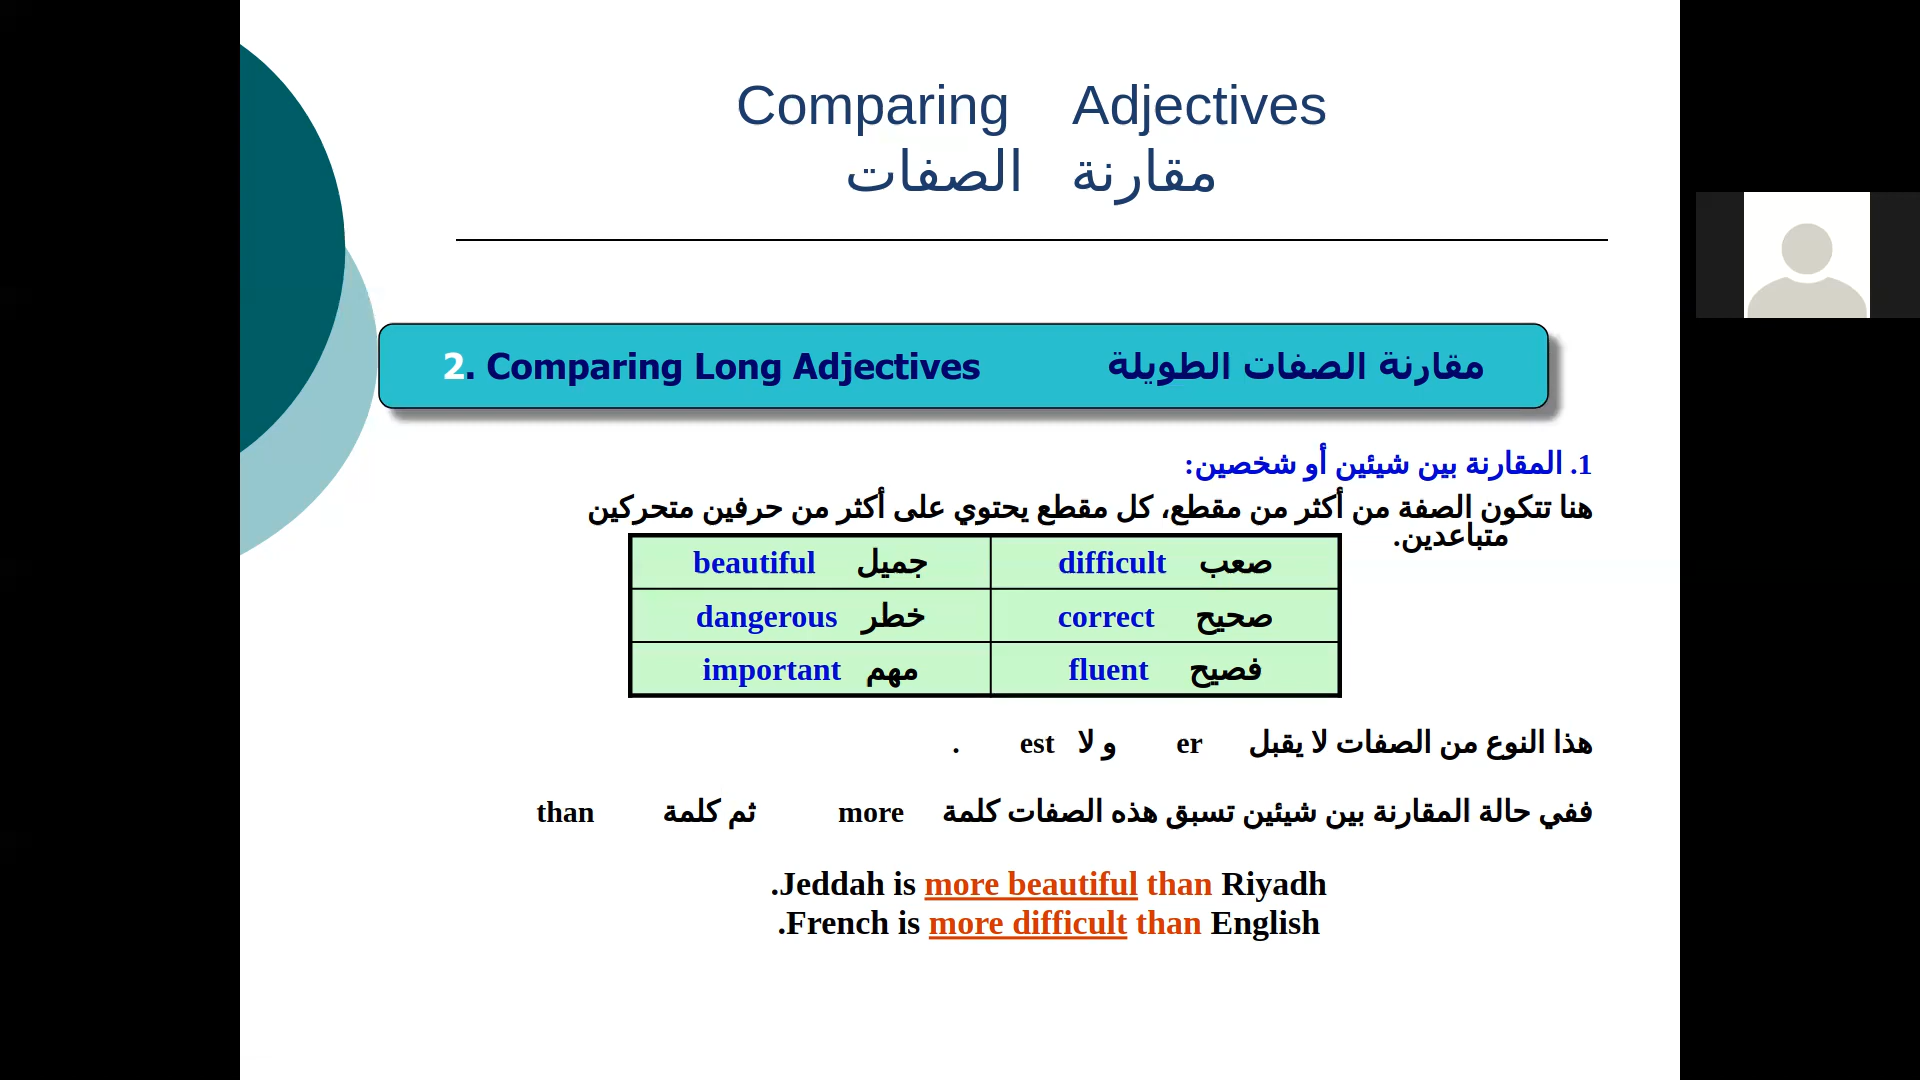 Comparing Adjectives
مقارنة الصفات
2. Comparing Long Adjectives مقارنة الصفات الطويلة
1. المقارنة بين شيئين أو شخصين:
هنا تتكون الصفة من أكثر من مقطع، كل مقطع يحتوي على أكثر من حرفين متحركين
متباعدين.
beautiful جميل difficult صعب
dangerous خطر correct صحيح
important مهم fluent فصيح
هذا النوع من الصفات لا يقبل er و لا est .
ففي حالة المقارنة بين شيئين تسبق هذه الصفات كلمة more ثم كلمة than
.Jeddah is more beautiful than Riyadh
.French is more difficult than English